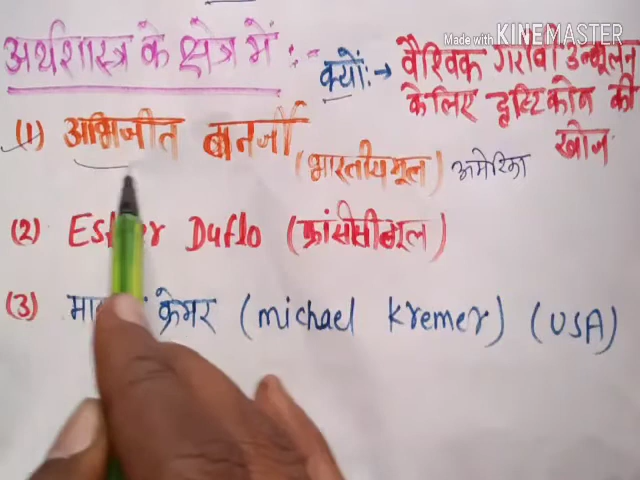 Made with KINEMASTER
अर्थशास्त्र के क्षेत्र में :-
क्यों :→ वैश्विक गरीबी उन्मूलन
के लिए दृष्टिकोण की
खोज
(1) अभिजीत बनर्जी (भारतीय मूल) अमेरिका
(2) Esther Duflo (फ्रांसीसी मूल)
(3) क्रेमर (michael Kremer) (USA)